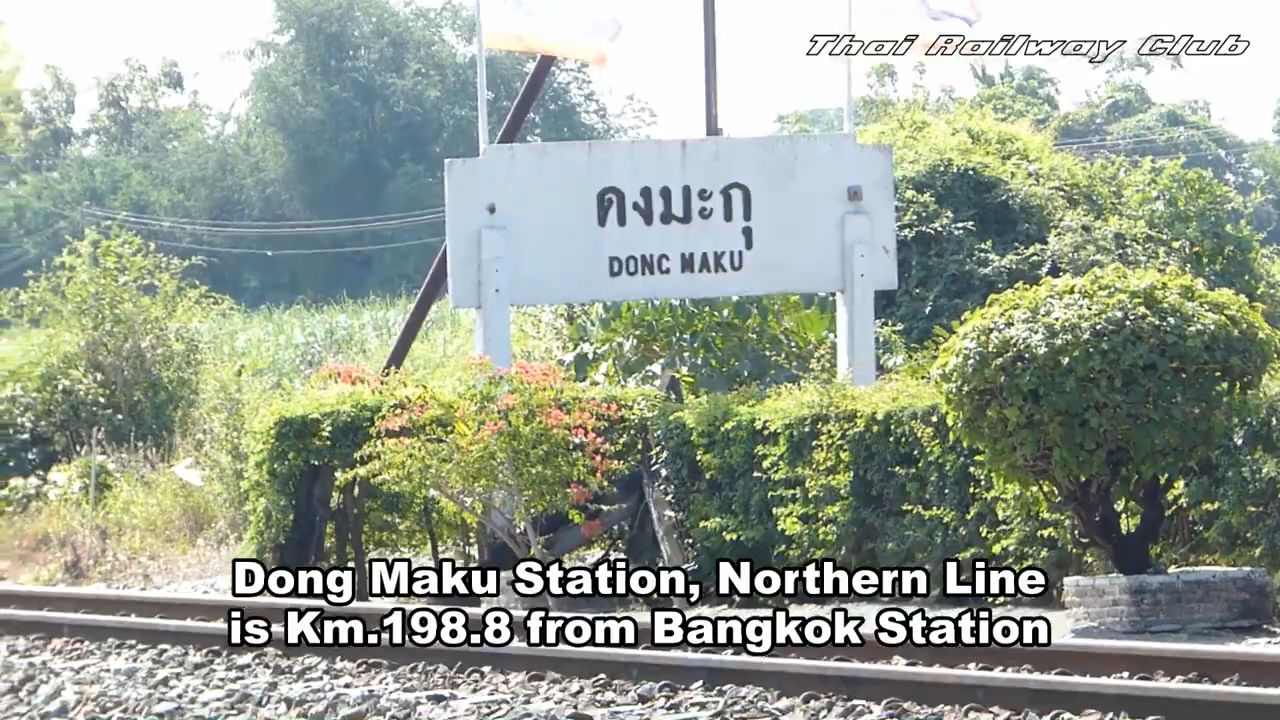 Thai Railway Club
ดงมะกุ
DONG MAKU
Dong Maku Station, Northern Line
is Km.198.8 from Bangkok Station